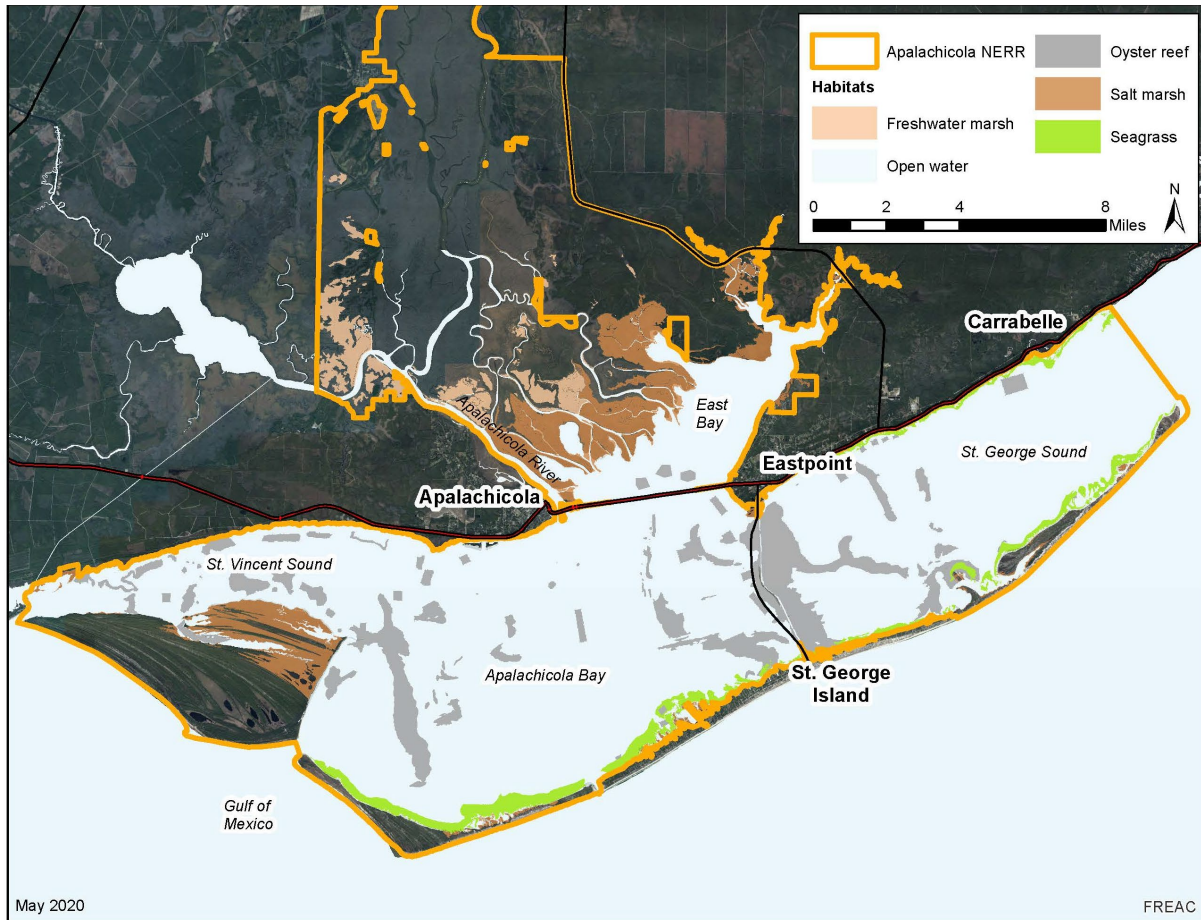 Apalachicola NERR
Habitats
Freshwater marsh
Open water
Oyster reef
Salt marsh
Seagrass
N
0 2 4 8
Miles
Carrabelle
East
Bay
Apalachicola River
St. George Sound
Eastpoint
Apalachicola
St. Vincent Sound
Apalachicola Bay
St. George
Island
Gulf of
Mexico
May 2020
FREAC